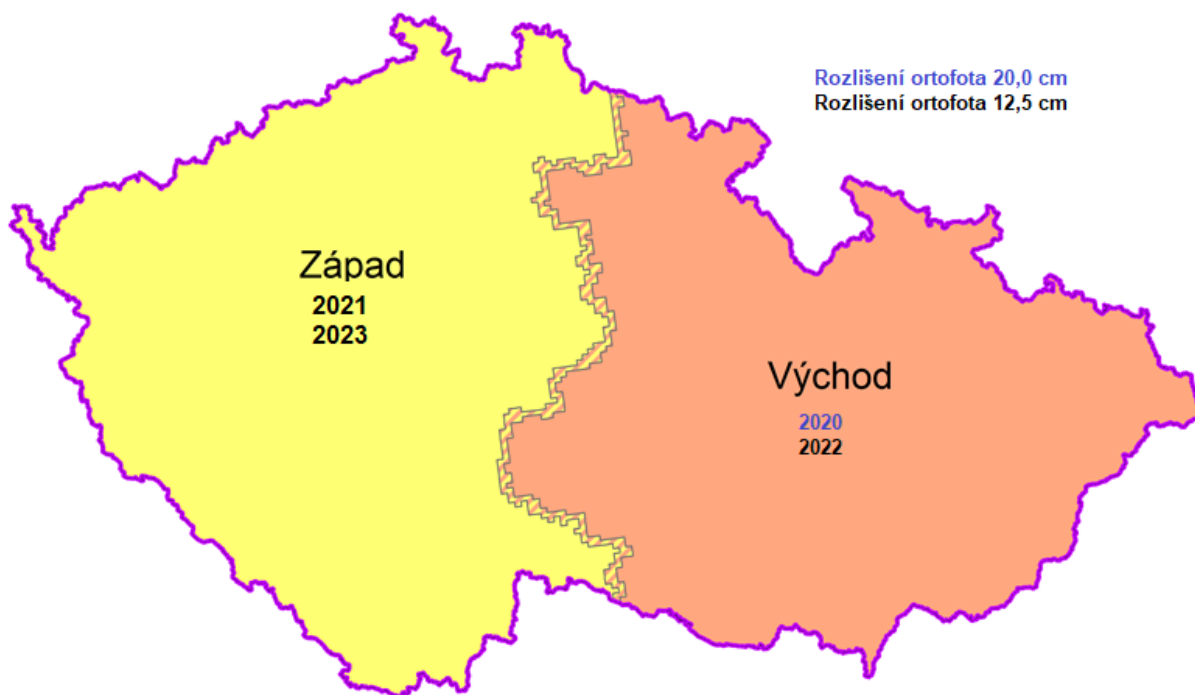 Rozlišení ortofota 20,0 cm
Rozlišení ortofota 12,5 cm
Západ
2021
2023
Východ
2020
2022